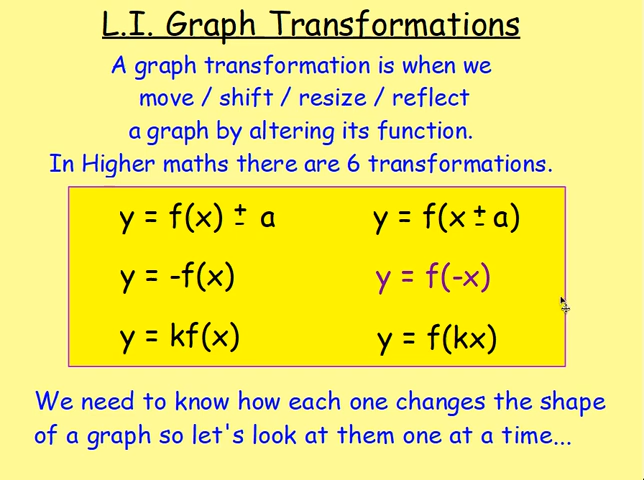 L.I. Graph Transformations
A graph transformation is when we
move / shift / resize / reflect
a graph by altering its function.
In Higher maths there are 6 transformations.
y = f(x) ± a
y = f(x ± a)
y = -f(x)
y = f(-x)
y = kf(x)
y = f(kx)
We need to know how each one changes the shape
of a graph so let's look at them one at a time...